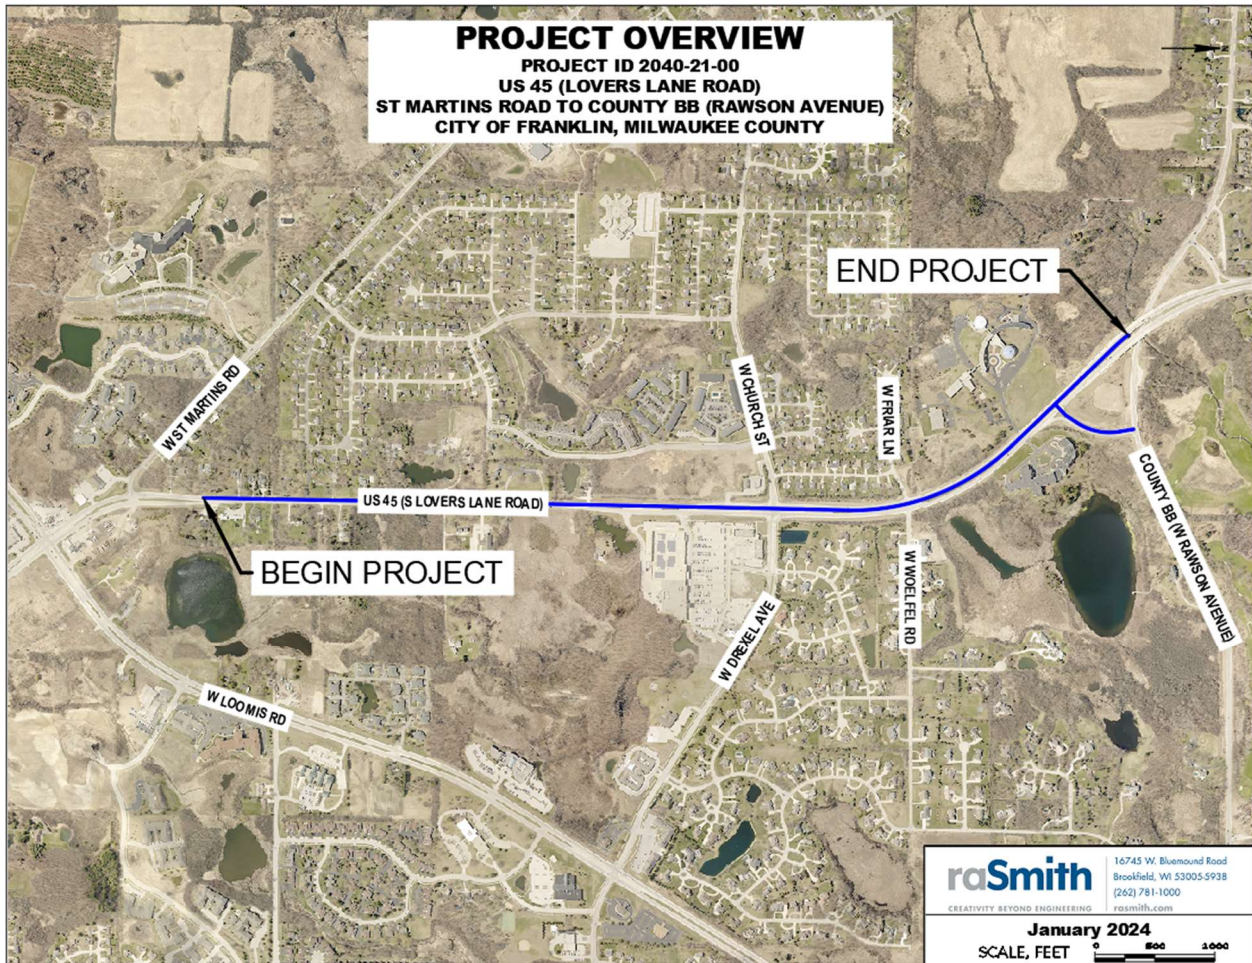 PROJECT OVERVIEW
PROJECT ID 2040-21-00
US 45 (LOVERS LANE ROAD)
ST MARTINS ROAD TO COUNTY BB (RAWSON AVENUE)
CITY OF FRANKLIN, MILWAUKEE COUNTY
END PROJECT
W ST MARTINS RD
W CHURCH ST
W FRIAR LN
US 45 (S LOVERS LANE ROAD)
COUNTY BB (W RAWSON AVENUE)
BEGIN PROJECT
W WOELFEL RD
W DREXEL AVE
W LOOMIS RD
raSmith
CREATIVITY BEYOND ENGINEERING
16745 W. Bluemound Road
Brookfield, WI 53005-5938
(262) 781-1000
rasmith.com
January 2024
SCALE, FEET 0 500 1000